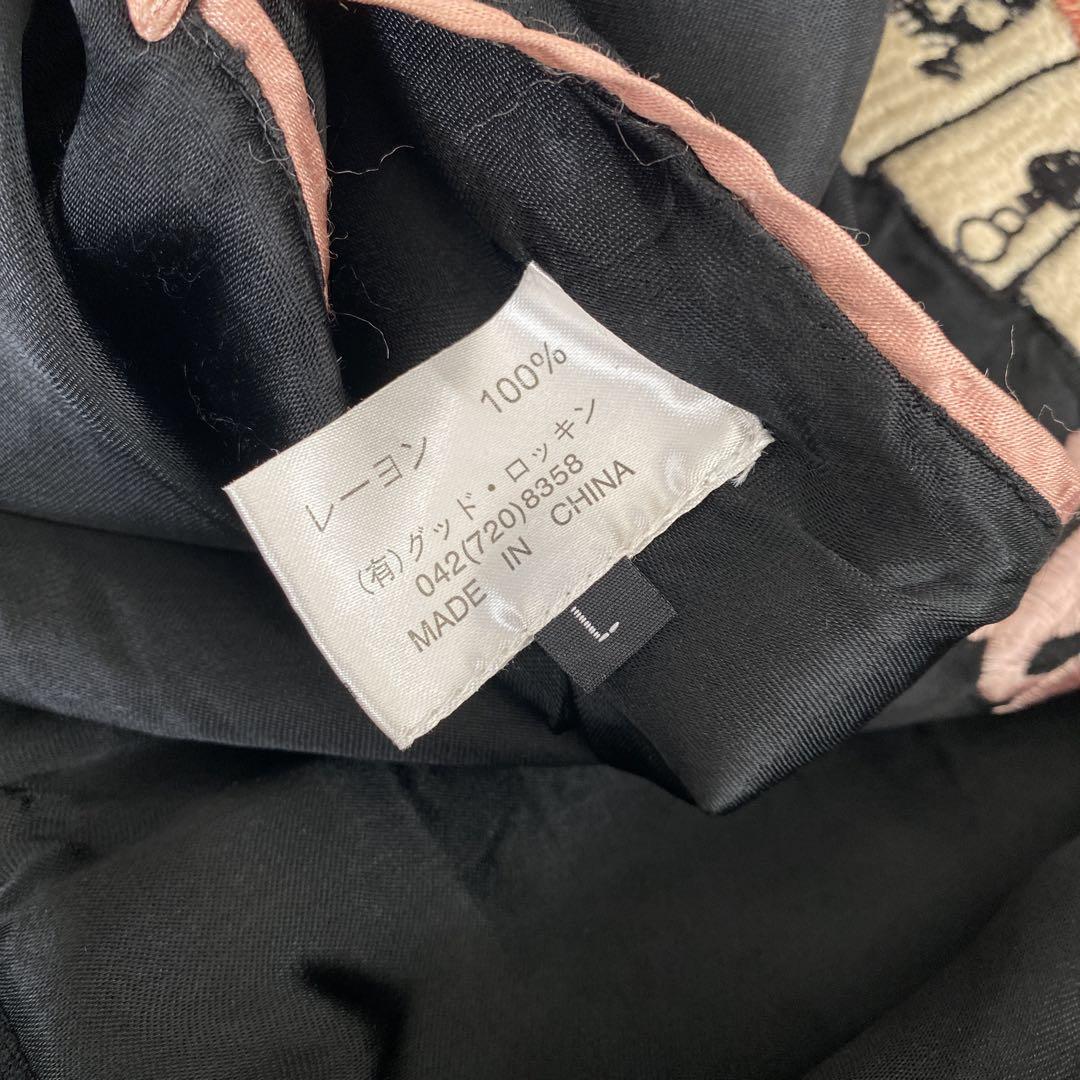 レーヨン 100%
(有)グッド・ロッキン
042(720)8358
MADE IN CHINA
L